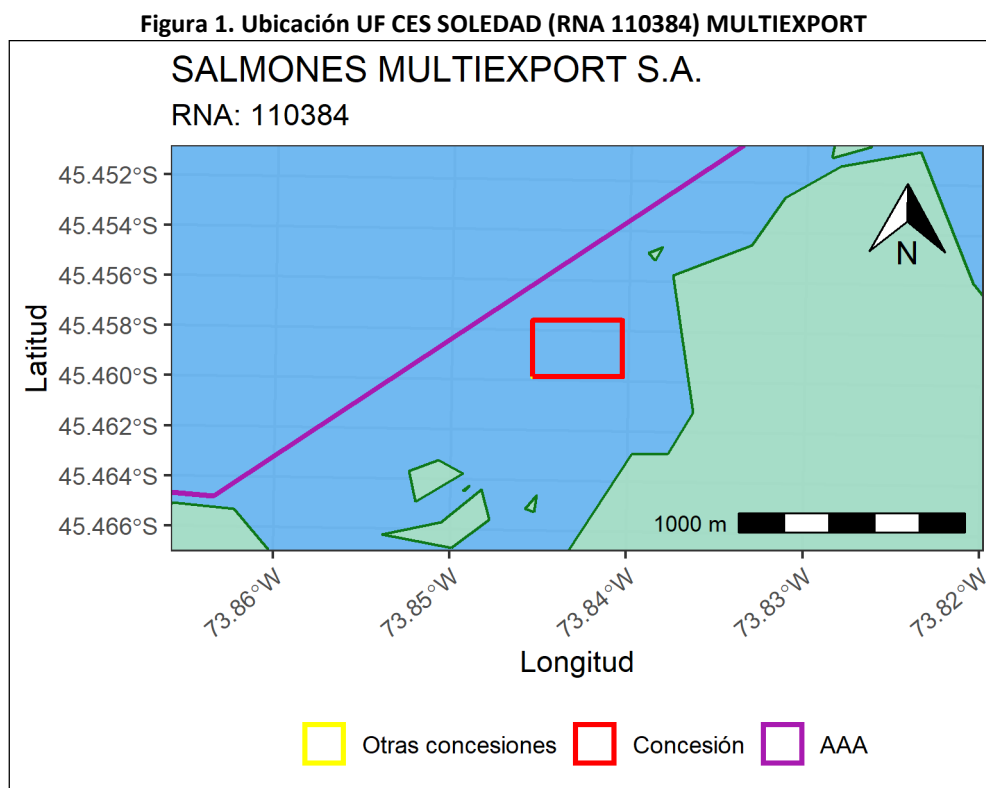 Figura 1. Ubicación UF CES SOLEDAD (RNA 110384) MULTIEXPORT
SALMONES MULTIEXPORT S.A.
RNA: 110384
45.452°S
45.454°S
45.456°S
45.458°S
45.460°S
45.462°S
45.464°S
45.466°S
Latitud
N
1000 m
73.86°W
73.85°W
73.84°W
73.83°W
73.82°W
Longitud
Otras concesiones
Concesión
AAA